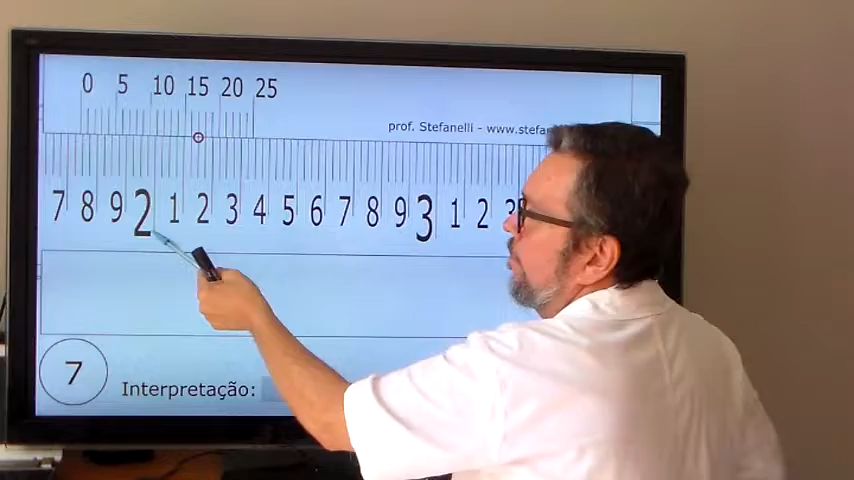 0 5 10 15 20 25
prof. Stefanelli - www.stefa
7 8 9 2 1 2 3 4 5 6 7 8 9 3 1 2
7
Interpretação: